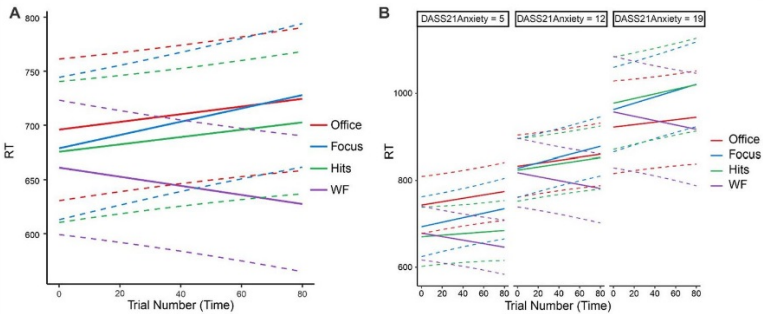 A
800
750
700
650
600
RT
0 20 40 60 80
Trial Number (Time)
Office
Focus
Hits
WF
B
DASS21Anxiety = 5 DASS21Anxiety = 12 DASS21Anxiety = 19
1000
800
600
RT
0 20 40 60 80 0 20 40 60 80 0 20 40 60 80
Trial Number (Time)
Office
Focus
Hits
WF